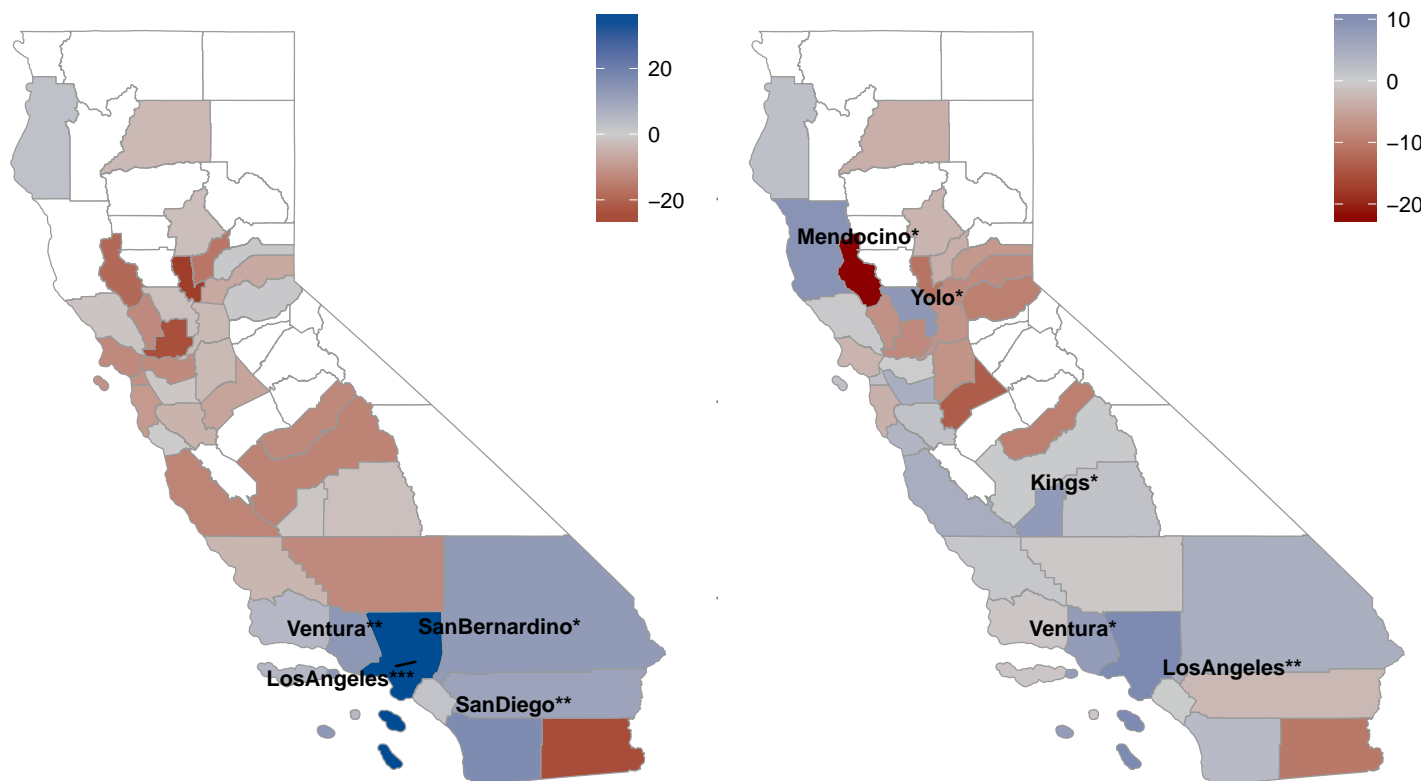 20
0
−20
Ventura**
SanBernardino*
LosAngeles***
SanDiego**
10
0
−10
−20
Mendocino*
Yolo*
Kings*
Ventura*
LosAngeles**